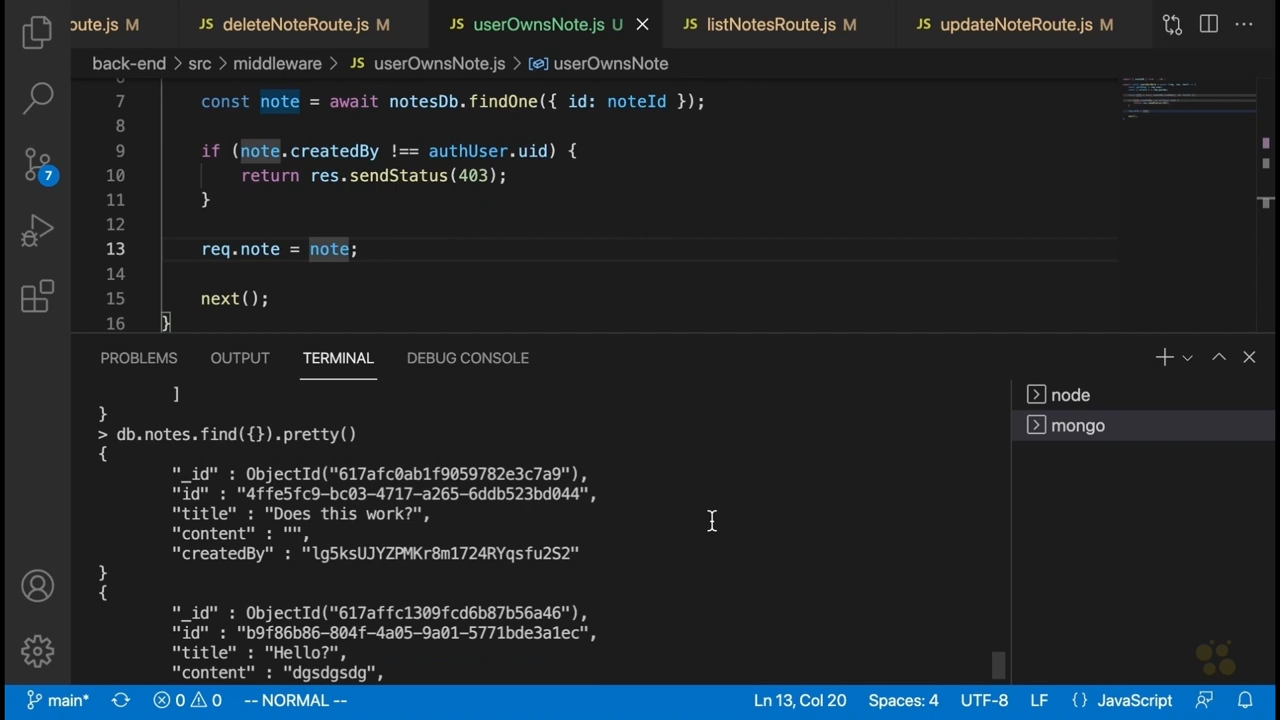 oute.js M
JS deleteNoteRoute.js M
JS userOwnsNote.js U
JS listNotesRoute.js M
JS updateNoteRoute.js M
back-end > src > middleware > JS userOwnsNote.js > userOwnsNote
7 const note = await notesDb.findOne({ id: noteId });
8
9 if (note.createdBy !== authUser.uid) {
10 return res.sendStatus(403);
11 }
12
13 req.note = note;
14
15 next();
16 }
7
PROBLEMS OUTPUT TERMINAL DEBUG CONSOLE
]
}
> db.notes.find({}).pretty()
{
"_id" : ObjectId("617afc0ab1f9059782e3c7a9"),
"id" : "4ffe5fc9-bc03-4717-a265-6ddb523bd044",
"title" : "Does this work?",
"content" : "",
"createdBy" : "lg5ksUJYZPMKr8m1724RYqsfu2S2"
}
{
"_id" : ObjectId("617affc1309fcd6b87b56a46"),
"id" : "b9f86b86-804f-4a05-9a01-5771bde3a1ec",
"title" : "Hello?",
"content" : "dgsdgsdg",
node
mongo
main* 0 0 -- NORMAL -- Ln 13, Col 20 Spaces: 4 UTF-8 LF {} JavaScript